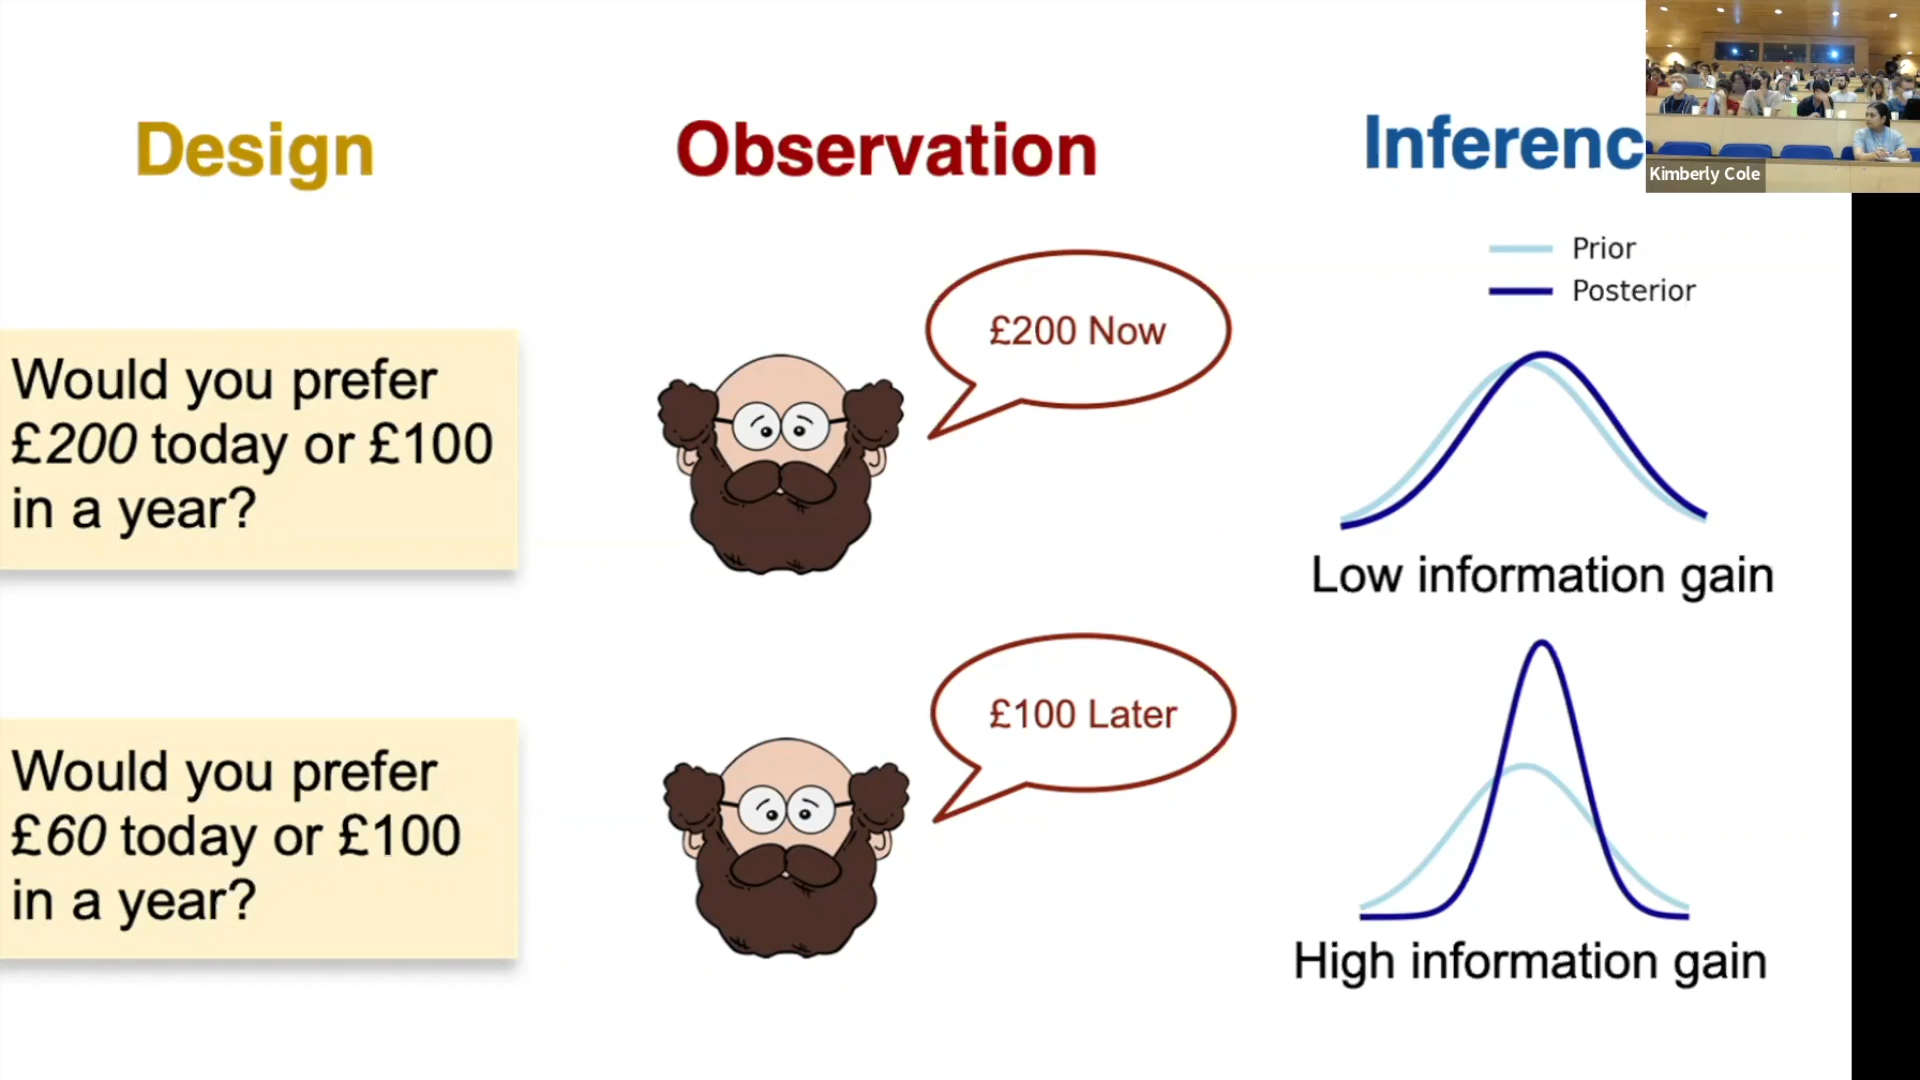 Design
Observation
Inferenc
Kimberly Cole
Prior
Posterior
Would you prefer
£200 today or £100
in a year?
£200 Now
Low information gain
Would you prefer
£60 today or £100
in a year?
£100 Later
High information gain